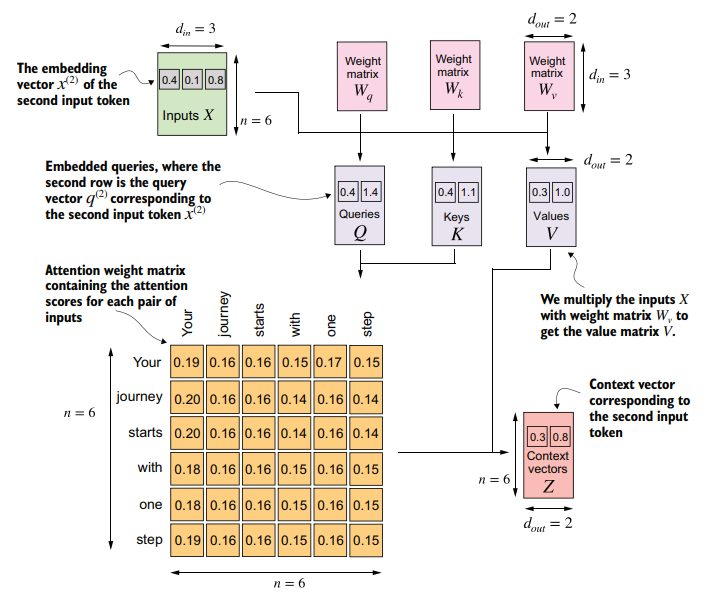 d_in = 3
d_out = 2
The embedding
vector x^(2) of the
second input token
0.4 0.1 0.8
Inputs X
n = 6
Weight
matrix
W_q
Weight
matrix
W_k
Weight
matrix
W_v
d_in = 3
Embedded queries, where the
second row is the query
vector q^(2) corresponding to
the second input token x^(2)
0.4 1.4
Queries
Q
0.4 1.1
Keys
K
0.3 1.0
Values
V
d_out = 2
We multiply the inputs X
with weight matrix W_v to
get the value matrix V.
Attention weight matrix
containing the attention
scores for each pair of
inputs
Your journey starts with one step
Your 0.19 0.16 0.16 0.15 0.17 0.15
journey 0.20 0.16 0.16 0.14 0.16 0.14
starts 0.20 0.16 0.16 0.14 0.16 0.14
with 0.18 0.16 0.16 0.15 0.16 0.15
one 0.18 0.16 0.16 0.15 0.16 0.15
step 0.19 0.16 0.16 0.15 0.16 0.15
n = 6
n = 6
Context vector
corresponding to
the second input
token
0.3 0.8
Context
vectors
Z
n = 6
d_out = 2